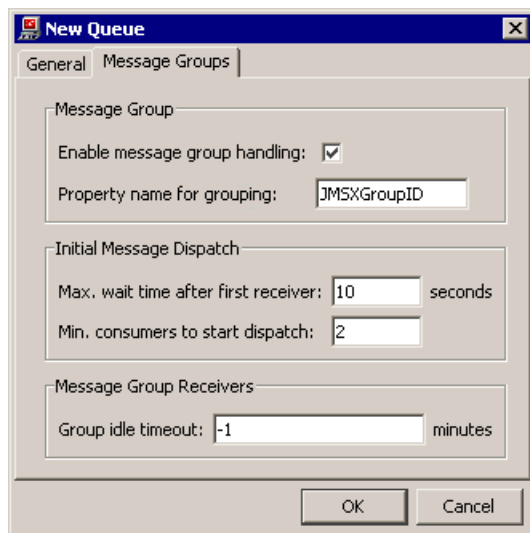 New Queue
General Message Groups
Message Group
Enable message group handling:
Property name for grouping: JMSXGroupID
Initial Message Dispatch
Max. wait time after first receiver: 10 seconds
Min. consumers to start dispatch: 2
Message Group Receivers
Group idle timeout: -1 minutes
OK Cancel